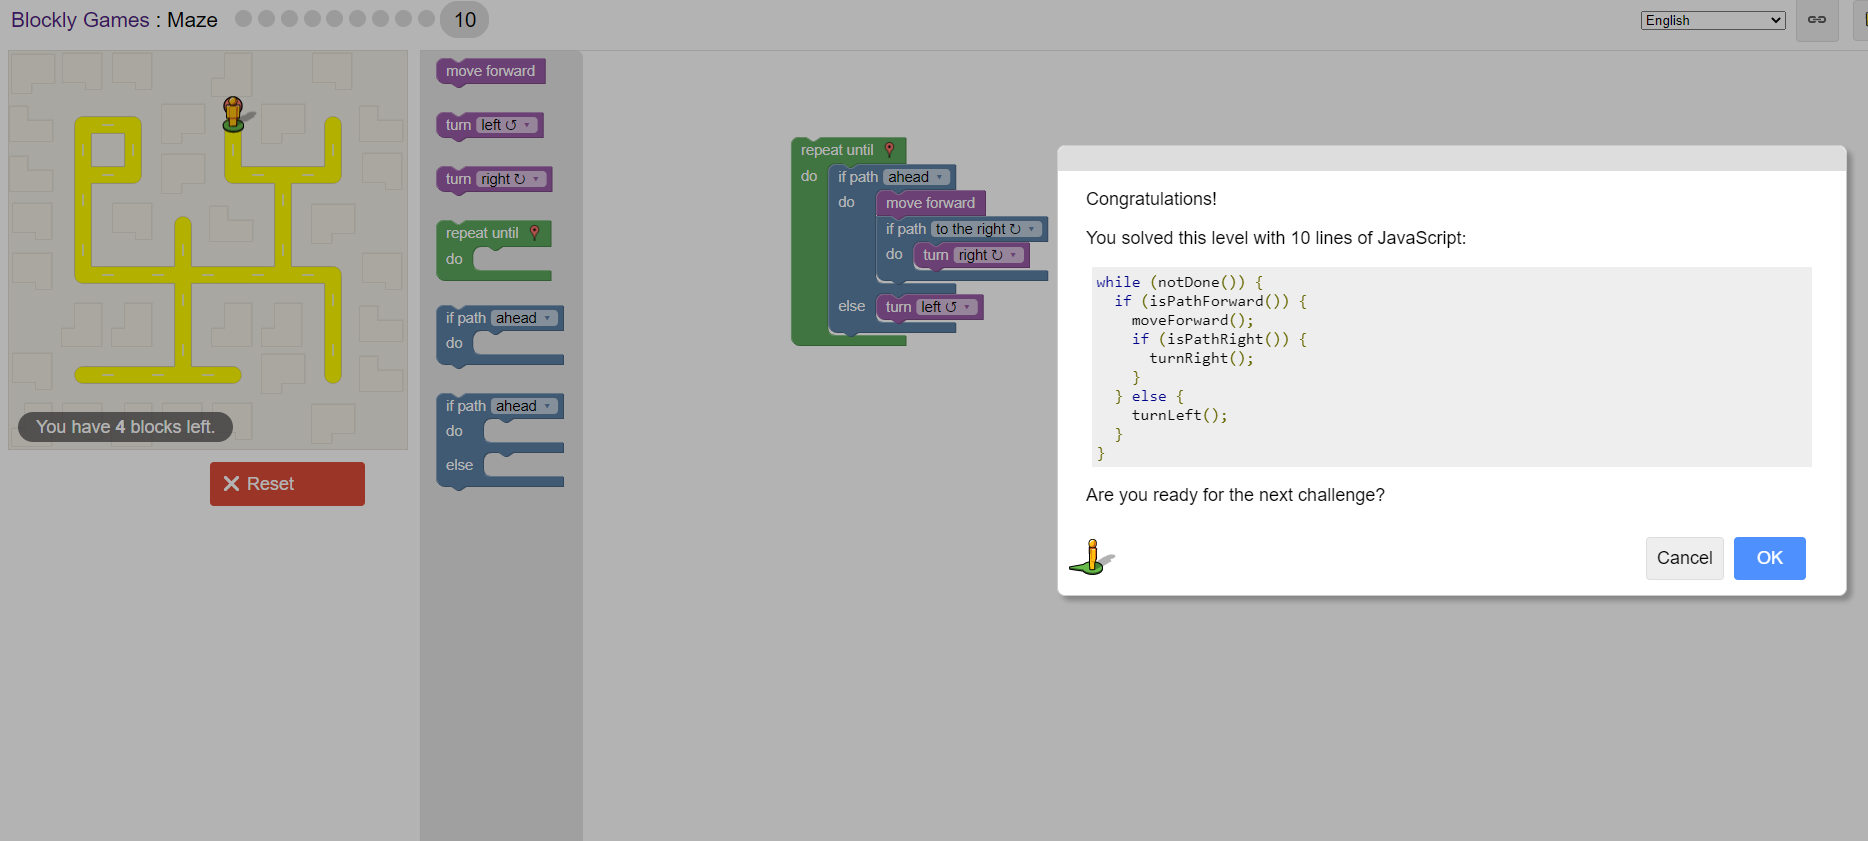 Blockly Games : Maze 10
English
move forward
turn left ↺
turn right ↻
repeat until
do
if path ahead
do
if path ahead
do
else
You have 4 blocks left.
Reset
repeat until
do if path ahead
do move forward
if path to the right ↻
do turn right ↻
else turn left ↺
Congratulations!
You solved this level with 10 lines of JavaScript:
while (notDone()) {
  if (isPathForward()) {
    moveForward();
    if (isPathRight()) {
      turnRight();
    }
  } else {
    turnLeft();
  }
}
Are you ready for the next challenge?
Cancel OK